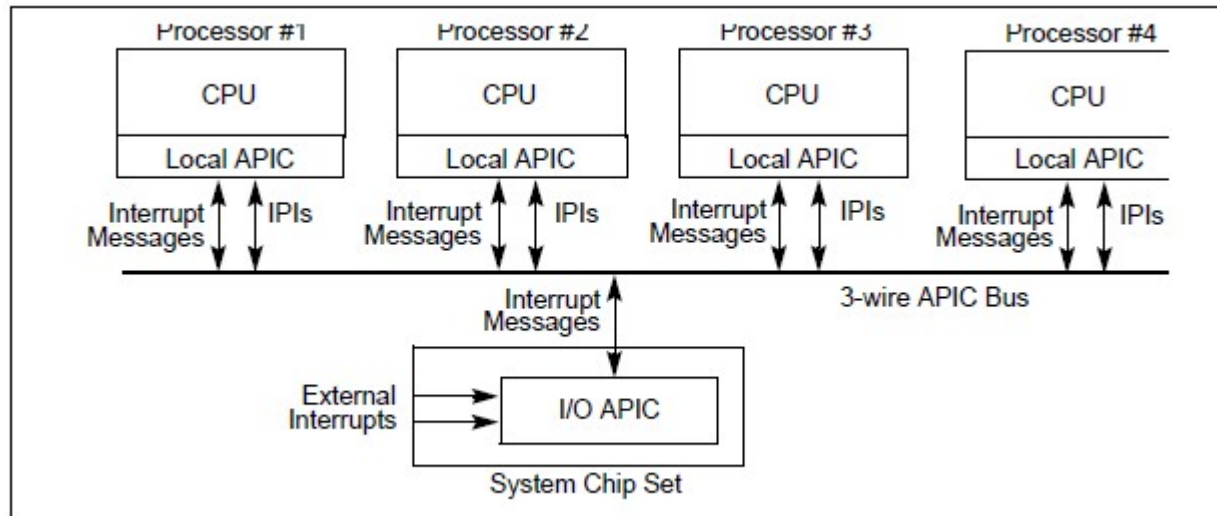 Processor #1
Processor #2
Processor #3
Processor #4
CPU
CPU
CPU
CPU
Local APIC
Local APIC
Local APIC
Local APIC
Interrupt
Messages
IPIs
Interrupt
Messages
IPIs
Interrupt
Messages
IPIs
Interrupt
Messages
IPIs
Interrupt
Messages
3-wire APIC Bus
External
Interrupts
I/O APIC
System Chip Set